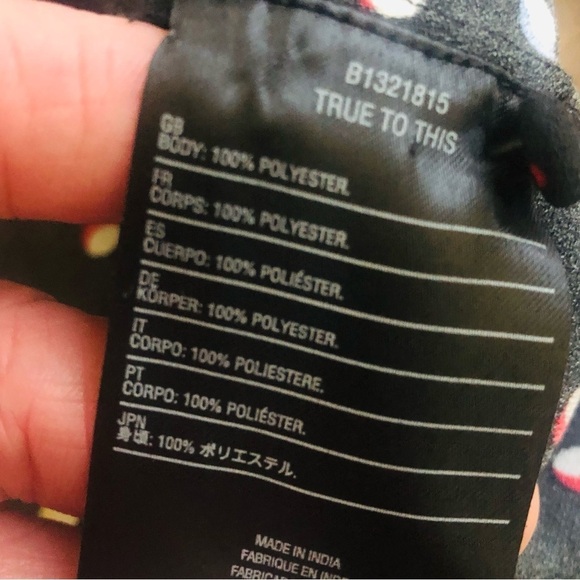 B1321815
TRUE TO THIS
GB
BODY: 100% POLYESTER.
FR
CORPS: 100% POLYESTER.
ES
CUERPO: 100% POLIÉSTER.
DE
KÖRPER: 100% POLYESTER.
IT
CORPO: 100% POLIESTERE.
PT
CORPO: 100% POLIÉSTER.
JPN
身頃: 100% ポリエステル.
MADE IN INDIA
FABRIQUE EN